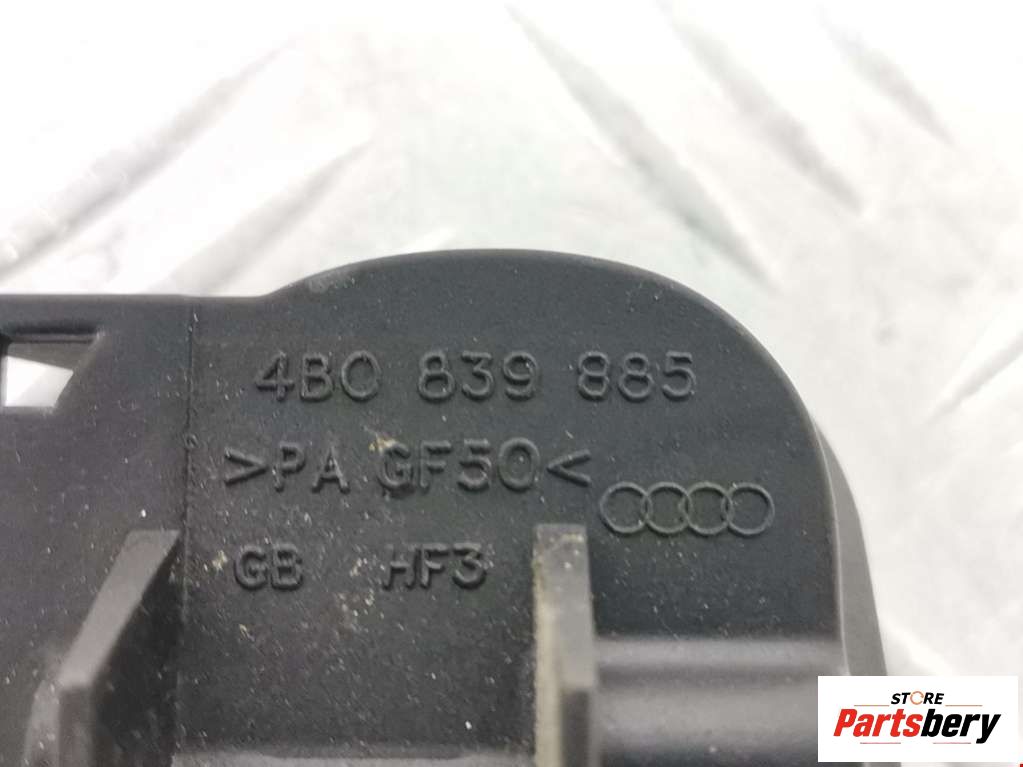 4B0 839 885
>PA GF50<
GB HF3
STORE
Partsbery